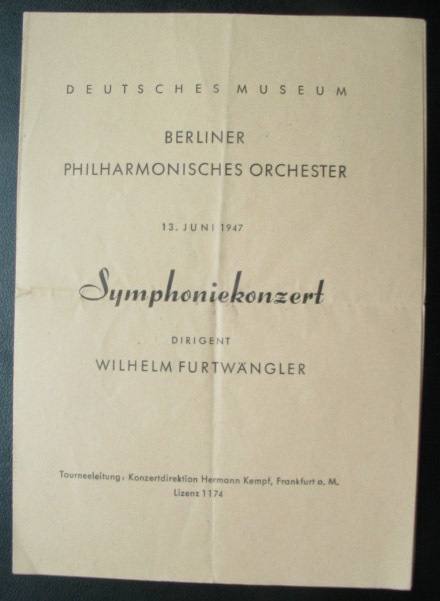 DEUTSCHES MUSEUM
BERLINER
PHILHARMONISCHES ORCHESTER
13. JUNI 1947
Symphoniekonzert
DIRIGENT
WILHELM FURTWÄNGLER
Tourneeleitung: Konzertdirektion Hermann Kempf, Frankfurt a. M.
Lizenz 1174